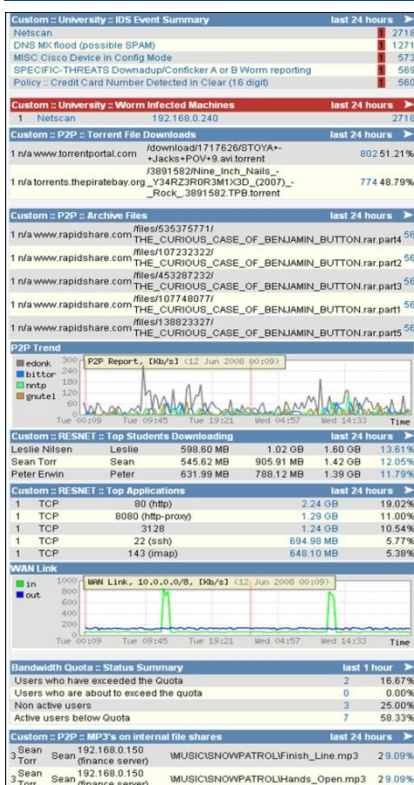 Custom :: University :: IDS Event Summary last 24 hours
Netscan 1 2718
DNS MX flood (possible SPAM) 1 1271
MISC Cisco Device in Config Mode 1 573
SPECIFIC-THREATS Downadup/Conficker A or B Worm reporting 1 569
Policy :: Credit Card Number Detected in Clear (16 digit) 1 560
Custom :: University :: Worm Infected Machines last 24 hours
1 Netscan 192.168.0.240 2718
Custom :: P2P :: Torrent File Downloads last 24 hours
1 n/a www.torrentportal.com /download/1717626/STOYA+-
+Jacks+POV+9.avi.torrent 802 51.21%
1 n/a torrents.thepiratebay.org /3891582/Nine_Inch_Nails_-
_Y34RZ3R0R3M1X3D_(2007)_-
_Rock_.3891582.TPB.torrent 774 48.79%
Custom :: P2P :: Archive Files last 24 hours
1 n/a www.rapidshare.com /files/535375771/
THE_CURIOUS_CASE_OF_BENJAMIN_BUTTON.rar.part4 56
1 n/a www.rapidshare.com /files/107232322/
THE_CURIOUS_CASE_OF_BENJAMIN_BUTTON.rar.part2 56
1 n/a www.rapidshare.com /files/453287232/
THE_CURIOUS_CASE_OF_BENJAMIN_BUTTON.rar.part3 56
1 n/a www.rapidshare.com /files/107748077/
THE_CURIOUS_CASE_OF_BENJAMIN_BUTTON.rar.part1 56
1 n/a www.rapidshare.com /files/138823327/
THE_CURIOUS_CASE_OF_BENJAMIN_BUTTON.rar.part5 56
P2P Trend
P2P Report, [Kb/s] (12 Jun 2008 00:09)
edonk
bittor
nntp
gnutel
300
240
180
120
60
0
Tue 00:09 Tue 09:45 Tue 19:21 Wed 04:57 Wed 14:33 Time
Custom :: RESNET :: Top Students Downloading last 24 hours
Leslie Nilsen Leslie 598.60 MB 1.02 GB 1.60 GB 13.61%
Sean Torr Sean 545.62 MB 905.91 MB 1.42 GB 12.05%
Peter Erwin Peter 631.99 MB 788.12 MB 1.39 GB 11.79%
Custom :: RESNET :: Top Applications last 24 hours
1 TCP 80 (http) 2.24 GB 19.02%
1 TCP 8080 (http-proxy) 1.29 GB 11.00%
1 TCP 3128 1.24 GB 10.54%
1 TCP 22 (ssh) 694.98 MB 5.77%
1 TCP 143 (imap) 648.10 MB 5.38%
WAN Link
WAN Link, 10.0.0.0/8, [Kb/s] (12 Jun 2008 00:09)
in
out
1000
800
600
400
200
0
Tue 00:09 Tue 09:45 Tue 19:21 Wed 04:57 Wed 14:33 Time
Bandwidth Quota :: Status Summary last 1 hour
Users who have exceeded the Quota 2 16.67%
Users who are about to exceed the quota 0 0.00%
Non active users 3 25.00%
Active users below Quota 7 58.33%
Custom :: P2P :: MP3's on internal file shares last 24 hours
3 Sean Torr Sean 192.168.0.150 (finance server) \MUSIC\SNOWPATROL\Finish_Line.mp3 2 9.09%
3 Sean Torr Sean 192.168.0.150 (finance server) \MUSIC\SNOWPATROL\Hands_Open.mp3 2 9.09%